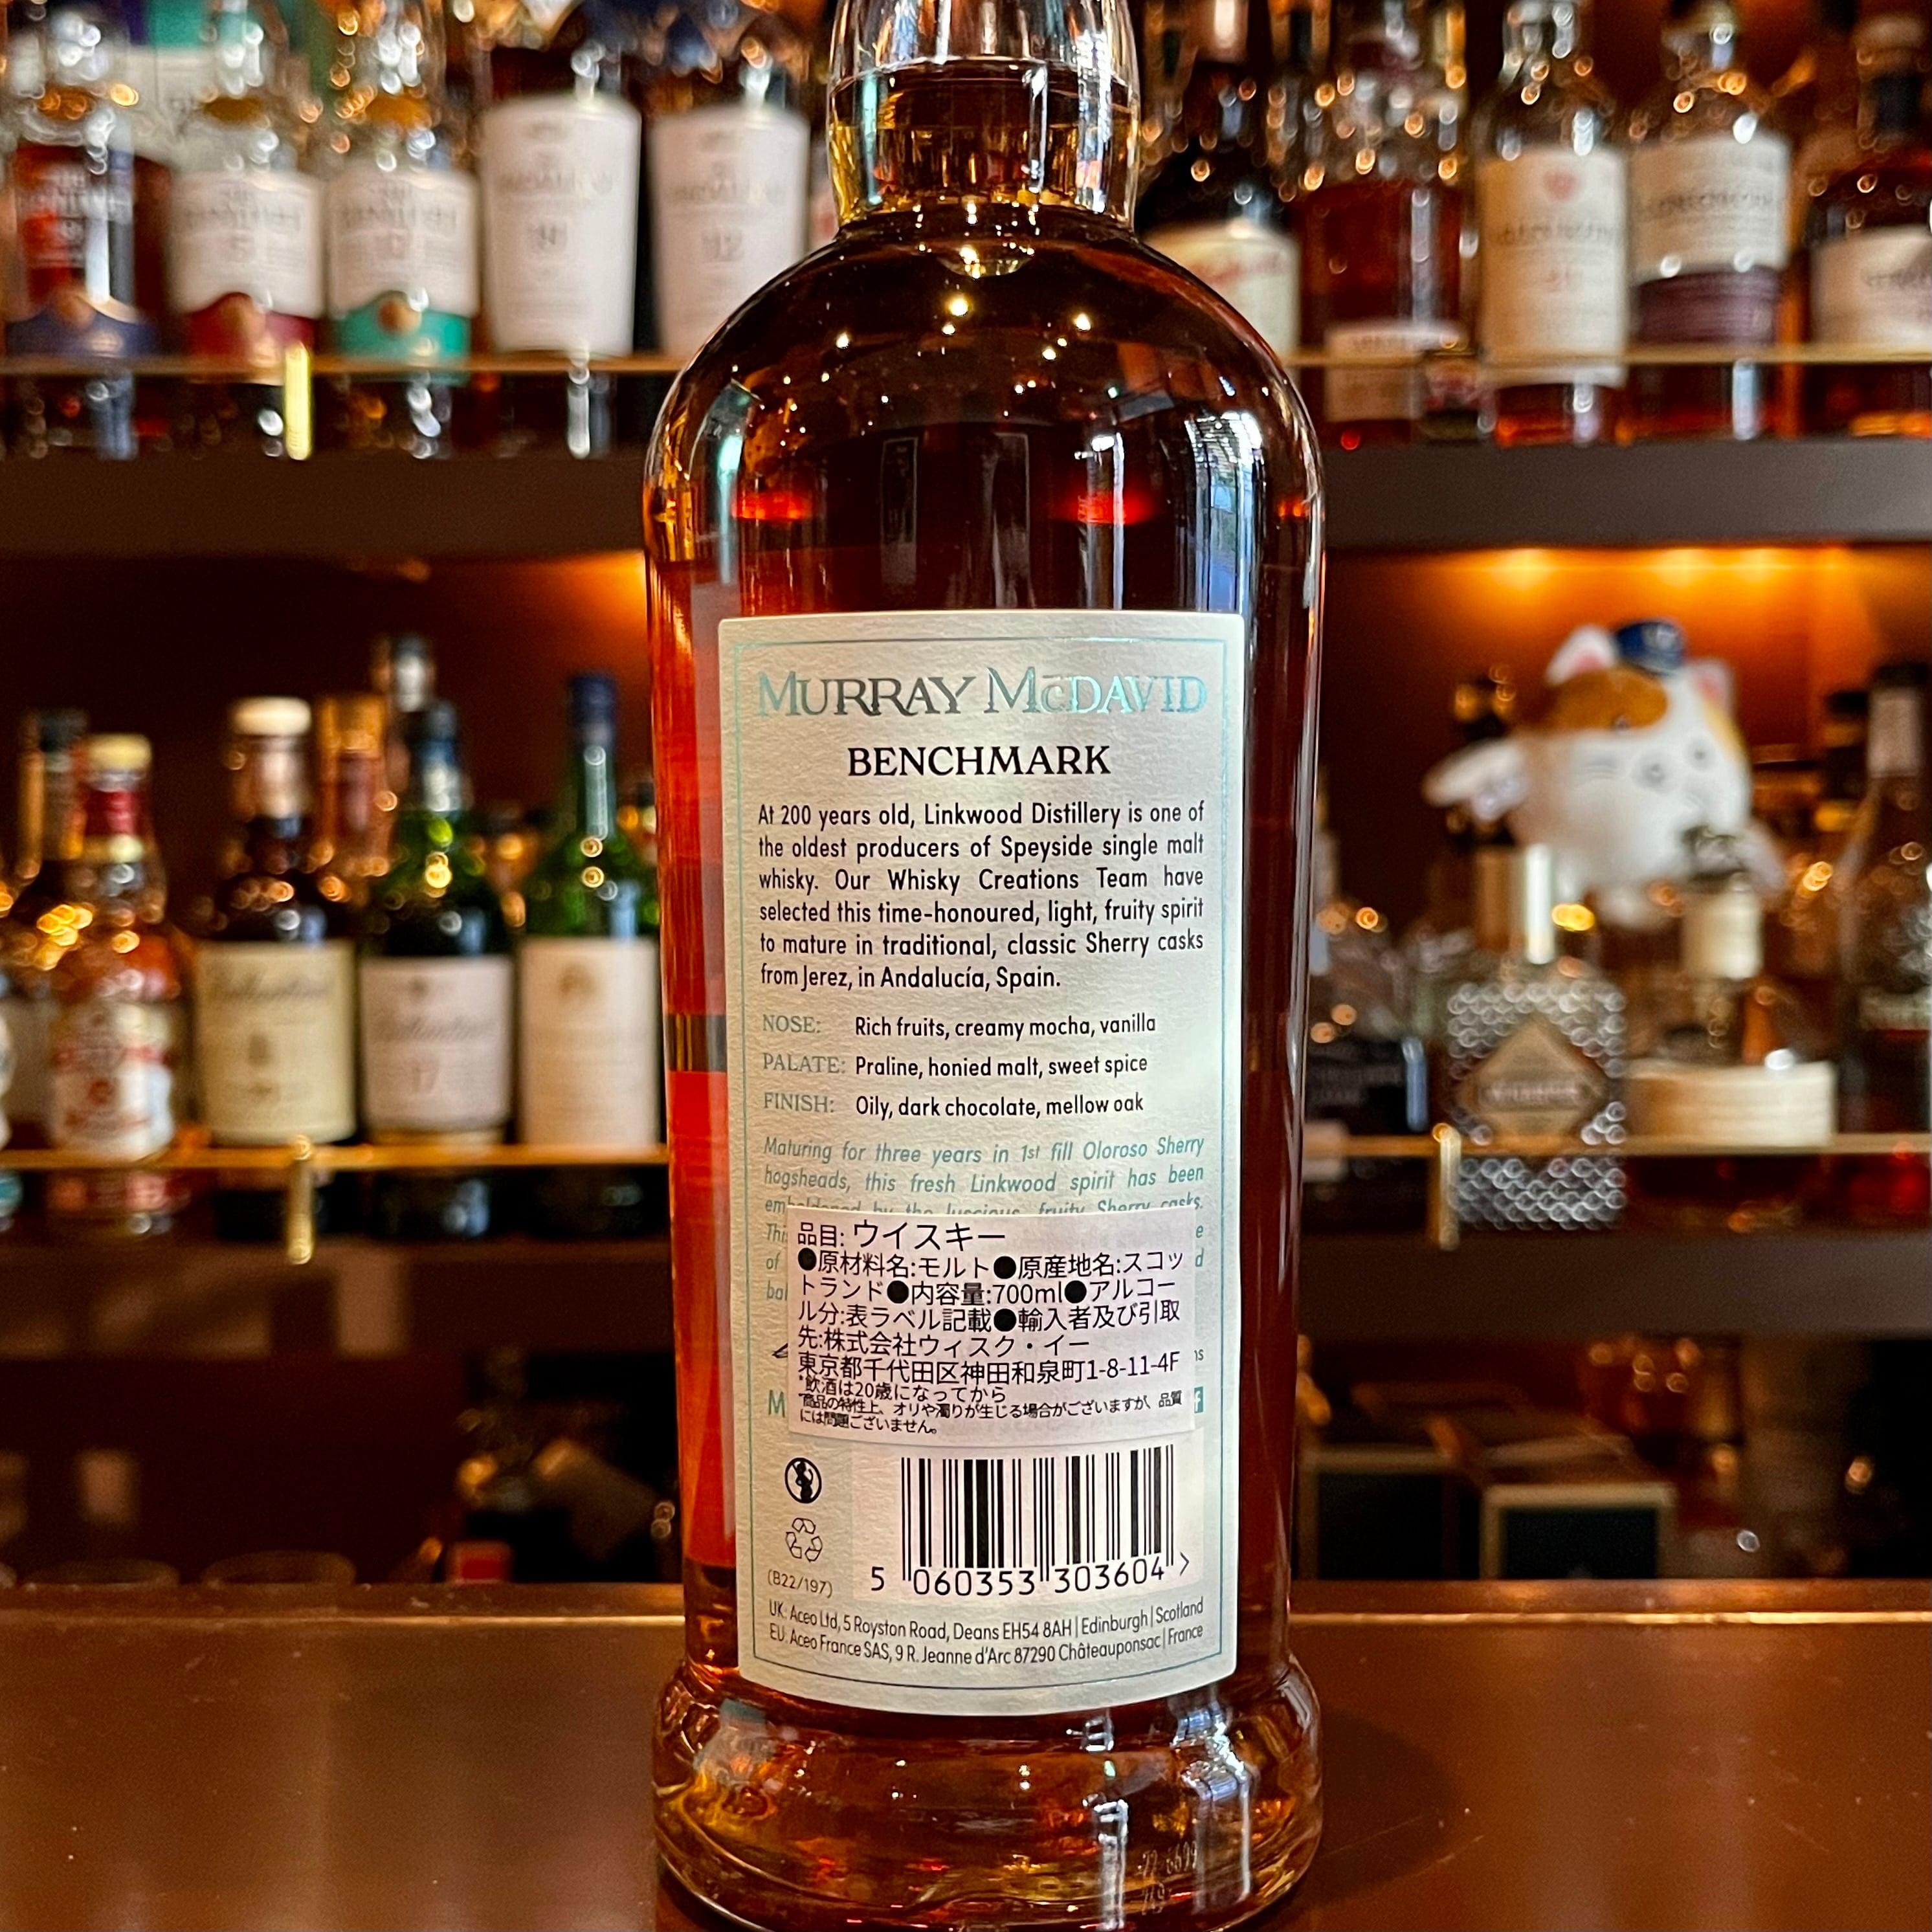 MURRAY McDAVID
BENCHMARK
At 200 years old, Linkwood Distillery is one of
the oldest producers of Speyside single malt
whisky. Our Whisky Creations Team have
selected this time-honoured, light, fruity spirit
to mature in traditional, classic Sherry casks
from Jerez, in Andalucía, Spain.
NOSE: Rich fruits, creamy mocha, vanilla
PALATE: Praline, honied malt, sweet spice
FINISH: Oily, dark chocolate, mellow oak
Maturing for three years in 1st fill Oloroso Sherry
hogsheads, this fresh Linkwood spirit has been
emboldened by the luscious, fruity Sherry casks.
品目: ウイスキー
●原材料名:モルト●原産地名:スコッ
トランド●内容量:700ml●アルコー
ル分:表ラベル記載●輸入者及び引取
先:株式会社ウィスク・イー
東京都千代田区神田和泉町1-8-11-4F
*飲酒は20歳になってから
*商品の特性上、オリや濁りが生じる場合がございますが、品質
には問題ございません。
5 060353 303604 >
(B22/197)
UK: Aceo Ltd, 5 Royston Road, Deans EH54 8AH | Edinburgh | Scotland
EU: Aceo France SAS, 9 R. Jeanne d'Arc 87290 Châteauponsac | France
17
12